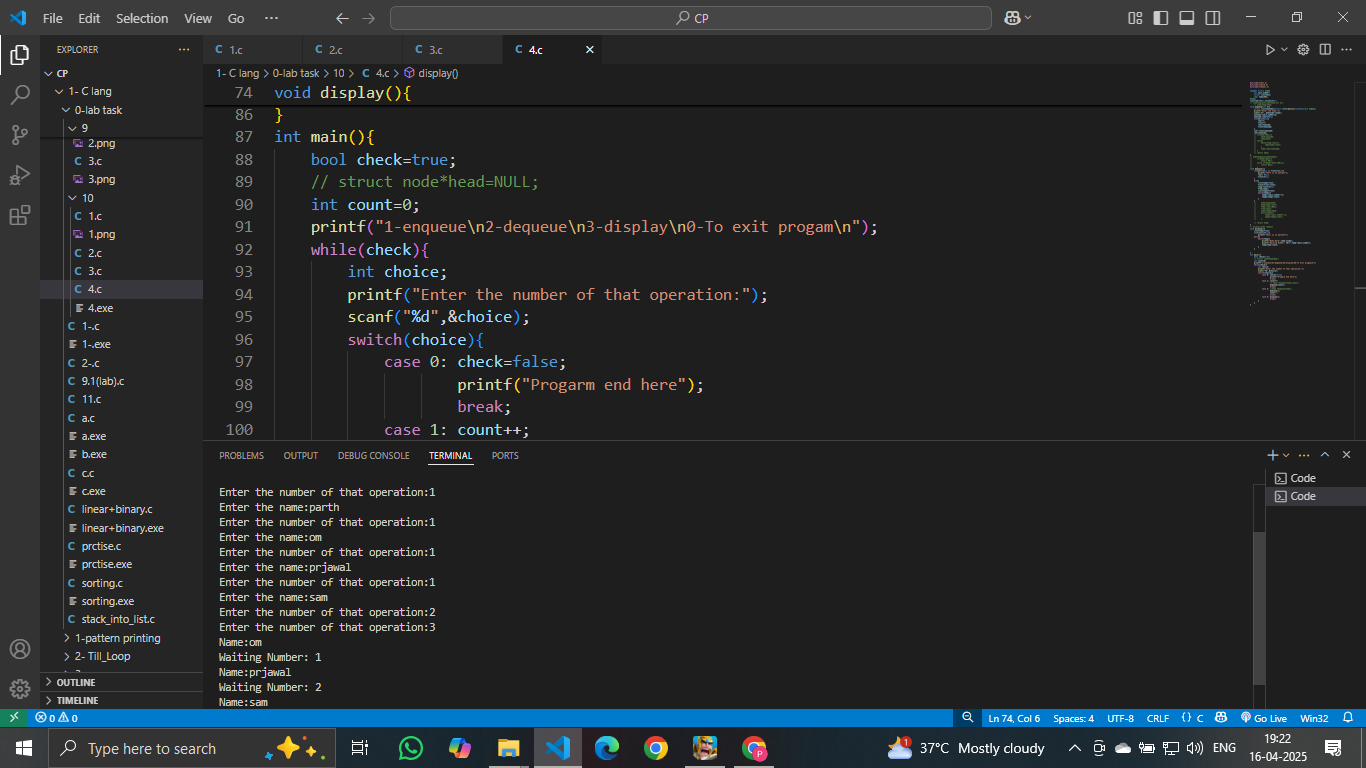 File Edit Selection View Go ··· CP
EXPLORER ···
CP
1- C lang
0-lab task
9
2.png
C 3.c
3.png
10
C 1.c
1.png
C 2.c
C 3.c
C 4.c
4.exe
C 1-.c
1-.exe
C 2-.c
C 9.1(lab).c
C 11.c
C a.c
a.exe
b.exe
C c.c
c.exe
C linear+binary.c
linear+binary.exe
C prctise.c
prctise.exe
C sorting.c
sorting.exe
C stack_into_list.c
1-pattern printing
2- Till_Loop
OUTLINE
TIMELINE
C 1.c C 2.c C 3.c C 4.c
1- C lang > 0-lab task > 10 > C 4.c > display()
74 void display(){
86 }
87 int main(){
88 bool check=true;
89 // struct node*head=NULL;
90 int count=0;
91 printf("1-enqueue\n2-dequeue\n3-display\n0-To exit progam\n");
92 while(check){
93 int choice;
94 printf("Enter the number of that operation:");
95 scanf("%d",&choice);
96 switch(choice){
97 case 0: check=false;
98 printf("Progarm end here");
99 break;
100 case 1: count++;
PROBLEMS OUTPUT DEBUG CONSOLE TERMINAL PORTS
Enter the number of that operation:1
Enter the name:parth
Enter the number of that operation:1
Enter the name:om
Enter the number of that operation:1
Enter the name:prjawal
Enter the number of that operation:1
Enter the name:sam
Enter the number of that operation:2
Enter the number of that operation:3
Name:om
Waiting Number: 1
Name:prjawal
Waiting Number: 2
Name:sam
Code
Code
0 0 Ln 74, Col 6 Spaces: 4 UTF-8 CRLF {} C Go Live Win32
Type here to search 1 37°C Mostly cloudy ENG 19:22
16-04-2025